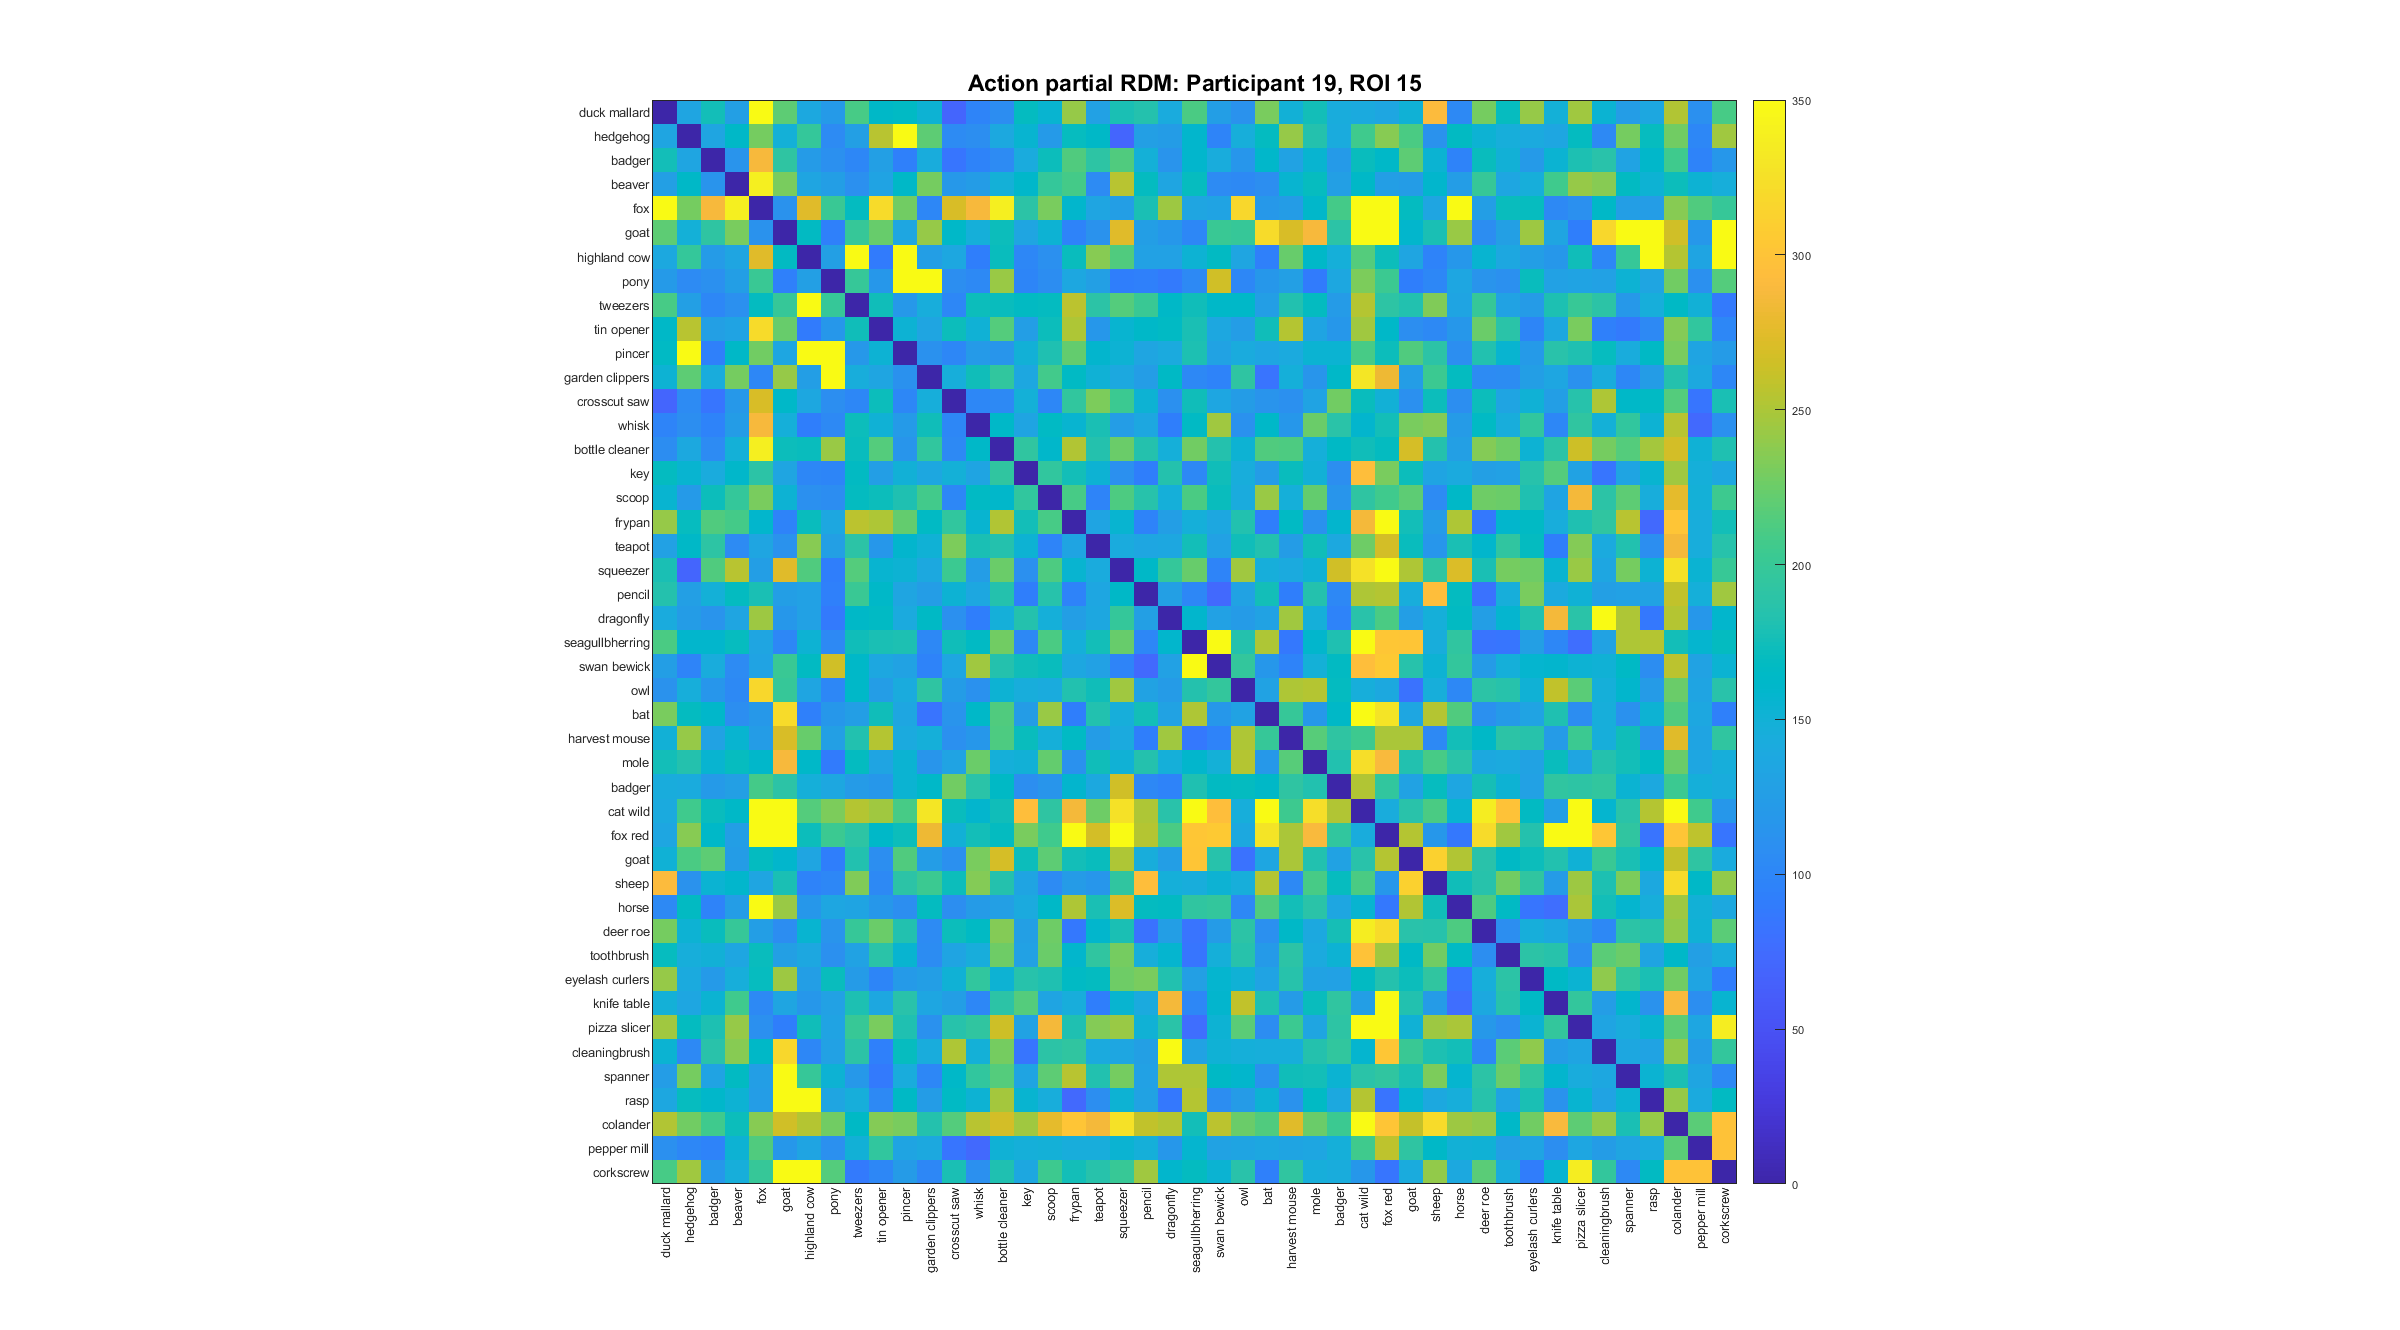 Action partial RDM: Participant 19, ROI 15
duck mallard
hedgehog
badger
beaver
fox
goat
highland cow
pony
tweezers
tin opener
pincer
garden clippers
crosscut saw
whisk
bottle cleaner
key
scoop
frypan
teapot
squeezer
pencil
dragonfly
seagullbherring
swan bewick
owl
bat
harvest mouse
mole
badger
cat wild
fox red
goat
sheep
horse
deer roe
toothbrush
eyelash curlers
knife table
pizza slicer
cleaningbrush
spanner
rasp
colander
pepper mill
corkscrew
duck mallard
hedgehog
badger
beaver
fox
goat
highland cow
pony
tweezers
tin opener
pincer
garden clippers
crosscut saw
whisk
bottle cleaner
key
scoop
frypan
teapot
squeezer
pencil
dragonfly
seagullbherring
swan bewick
owl
bat
harvest mouse
mole
badger
cat wild
fox red
goat
sheep
horse
deer roe
toothbrush
eyelash curlers
knife table
pizza slicer
cleaningbrush
spanner
rasp
colander
pepper mill
corkscrew
350
300
250
200
150
100
50
0